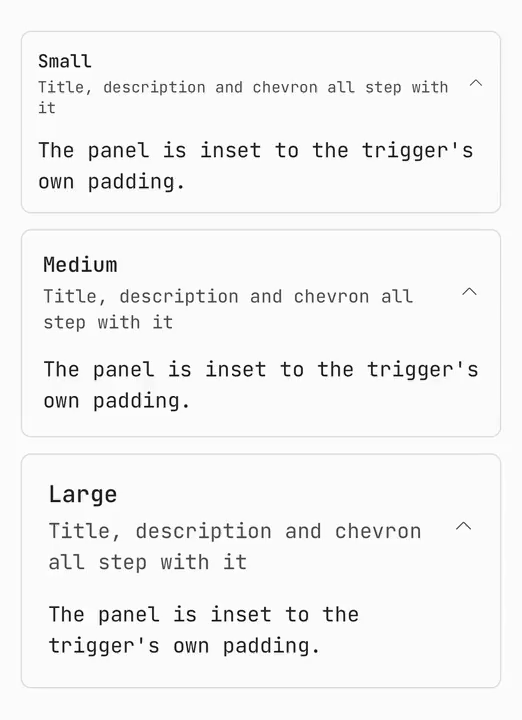 Small
Title, description and chevron all step with
it
The panel is inset to the trigger's
own padding.
Medium
Title, description and chevron all
step with it
The panel is inset to the trigger's
own padding.
Large
Title, description and chevron
all step with it
The panel is inset to the
trigger's own padding.